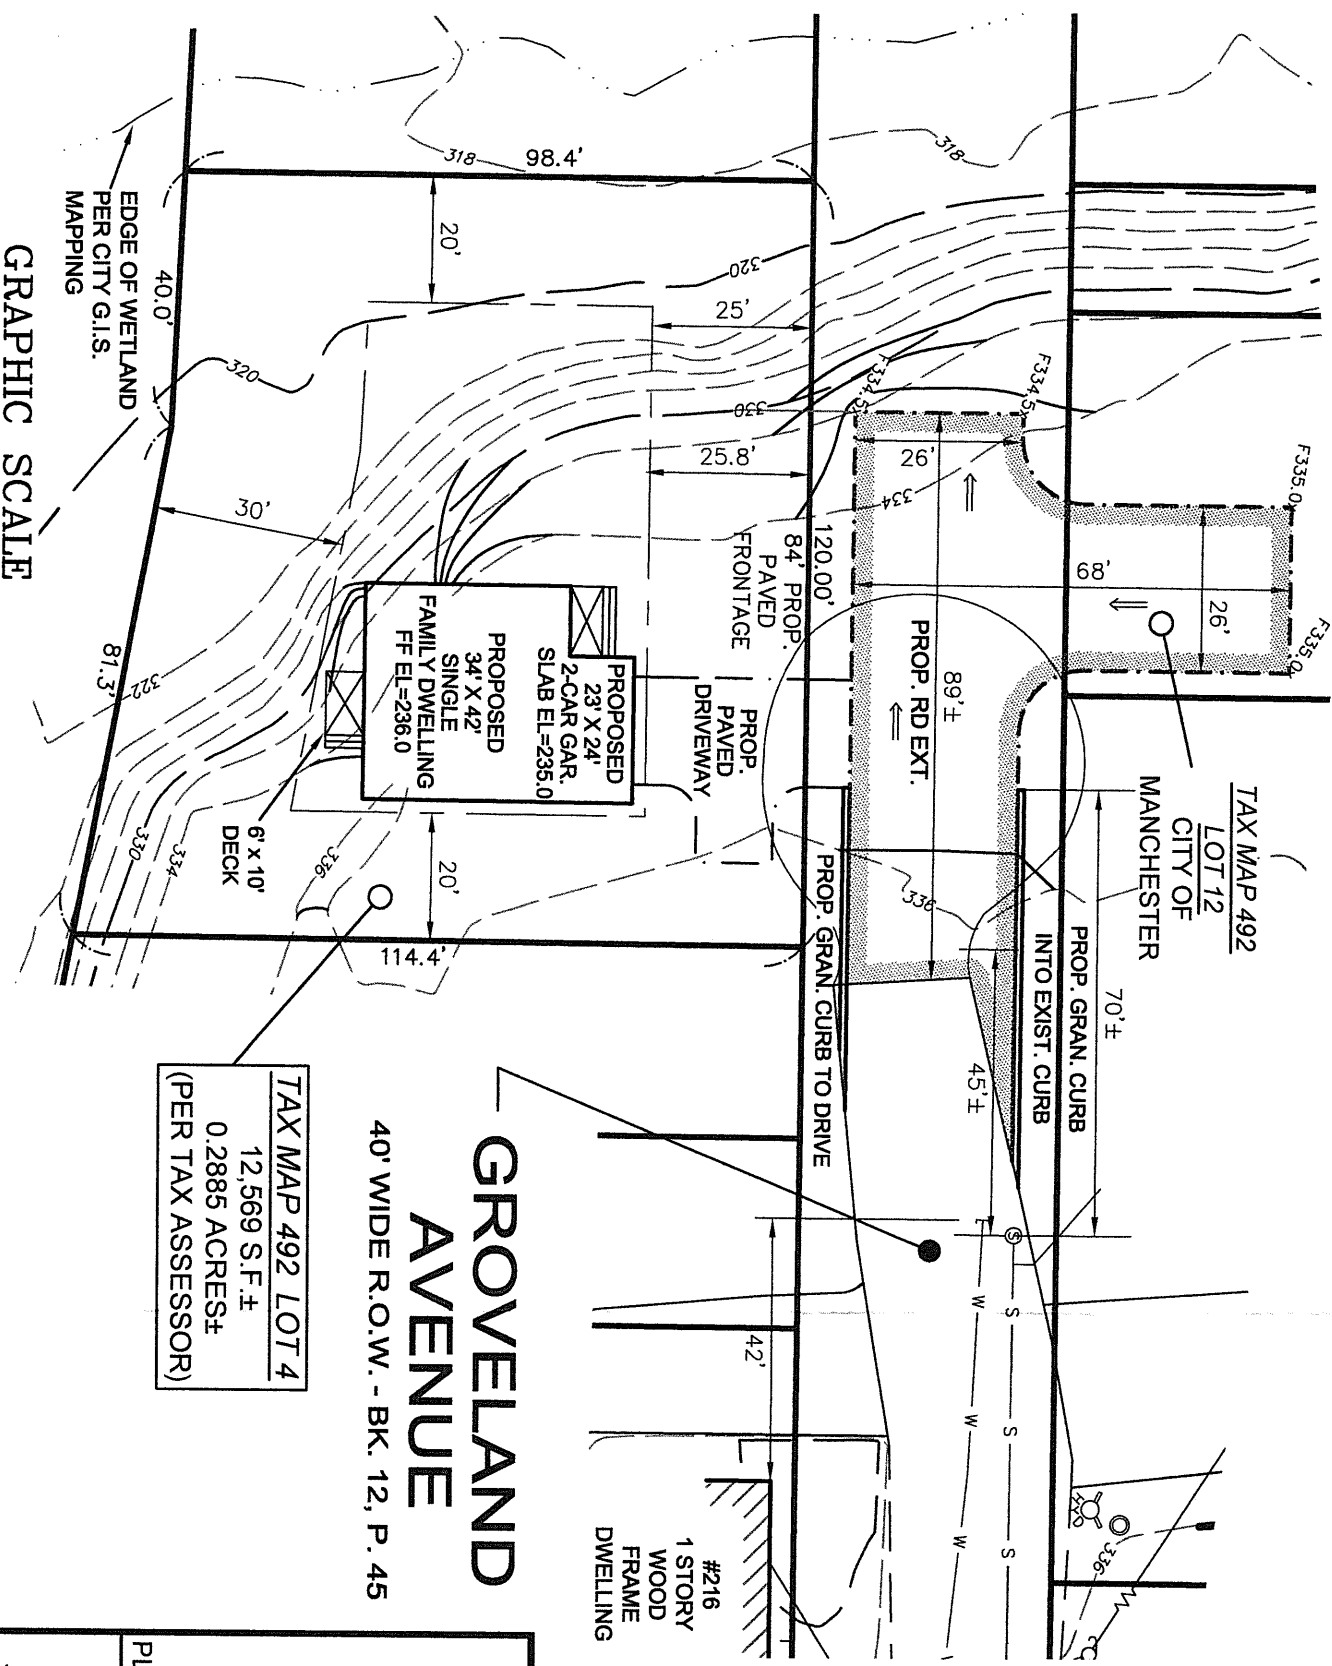 EDGE OF WETLAND
PER CITY G.I.S.
MAPPING
GRAPHIC SCALE
98.4'
318
318
20'
40.0'
320
320
25'
25.8'
330
30'
81.3'
322
330
334
336
120.00'
84' PROP.
PAVED
FRONTAGE
F334.5x
F334.5x
F335.0x
F335.0x
334
26'
26'
68'
89'±
PROP. RD EXT.
PROPOSED
23' X 24'
2-CAR GAR.
SLAB EL=235.0
PROPOSED
34' X 42'
SINGLE
FAMILY DWELLING
FF EL=236.0
PROP.
PAVED
DRIVEWAY
6' x 10'
DECK
20'
114.4'
TAX MAP 492
LOT 12
CITY OF
MANCHESTER
336
PROP. GRAN. CURB
INTO EXIST. CURB
PROP. GRAN. CURB TO DRIVE
70'±
45'±
TAX MAP 492 LOT 4
12,569 S.F.±
0.2885 ACRES±
(PER TAX ASSESSOR)
GROVELAND
AVENUE
40' WIDE R.O.W. - BK. 12, P. 45
42'
S
S
S
S
W
W
W
HYD
336
#216
1 STORY
WOOD
FRAME
DWELLING